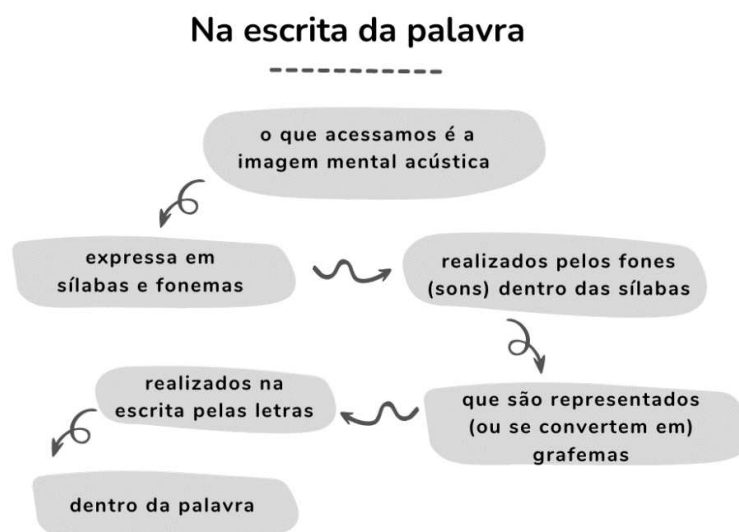 Na escrita da palavra
o que acessamos é a
imagem mental acústica
expressa em
sílabas e fonemas
realizados pelos fones
(sons) dentro das sílabas
que são representados
(ou se convertem em)
grafemas
realizados na
escrita pelas letras
dentro da palavra